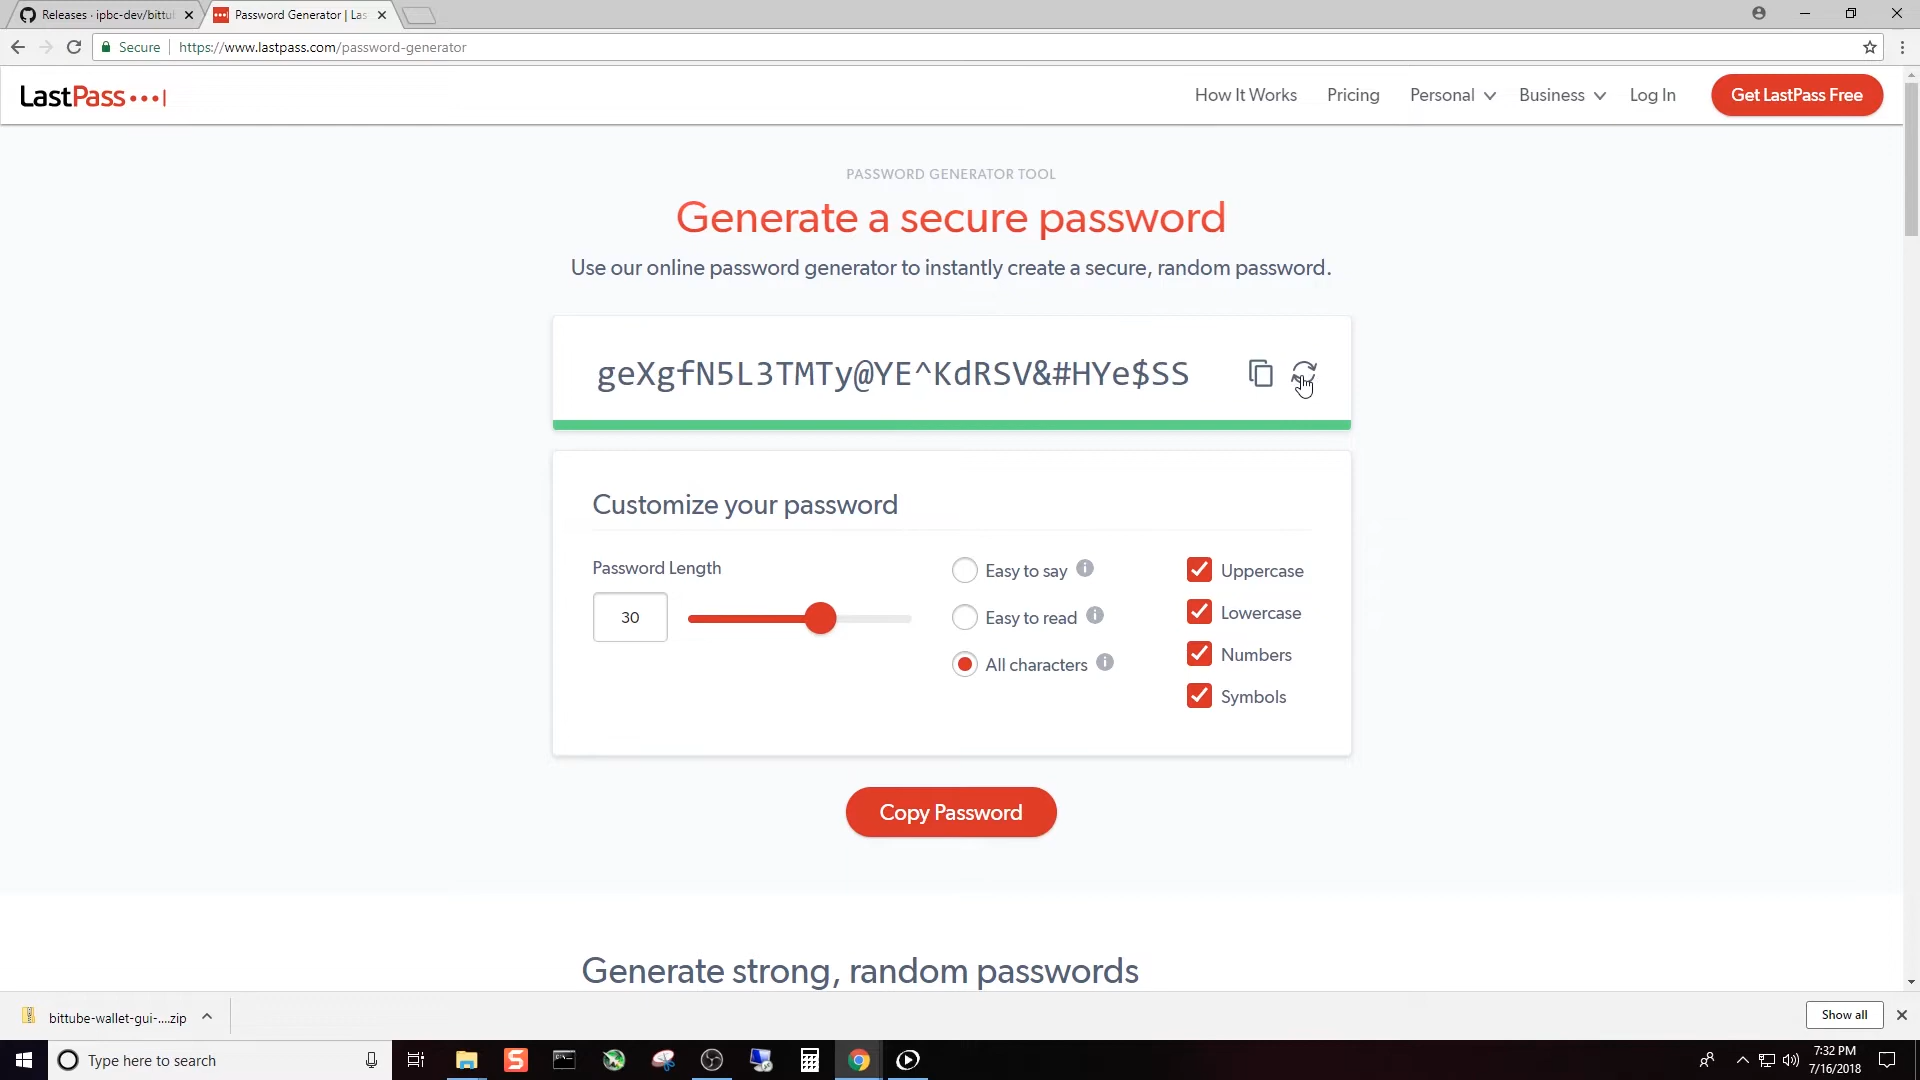 Releases · ipbc-dev/bittu
Password Generator | Las
Secure
https://www.lastpass.com/password-generator
LastPass
How It Works
Pricing
Personal
Business
Log In
Get LastPass Free
PASSWORD GENERATOR TOOL
Generate a secure password
Use our online password generator to instantly create a secure, random password.
geXgfN5L3TMTy@YE^KdRSV&#HYe$SS
Customize your password
Password Length
30
Easy to say
Easy to read
All characters
Uppercase
Lowercase
Numbers
Symbols
Copy Password
Generate strong, random passwords
bittube-wallet-gui-....zip
Show all
Type here to search
7:32 PM
7/16/2018